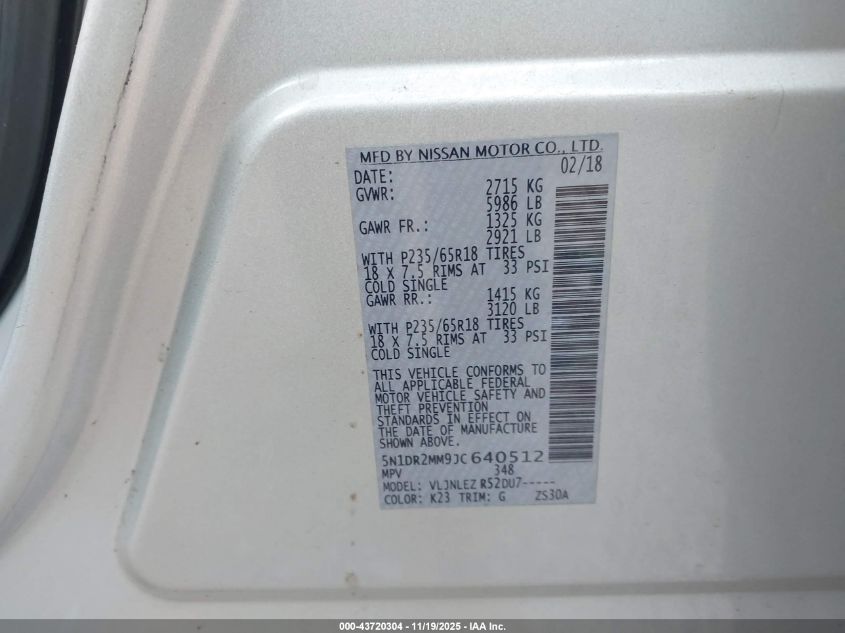 MFD BY NISSAN MOTOR CO., LTD.
DATE: 02/18
GVWR: 2715 KG
5986 LB
GAWR FR.: 1325 KG
2921 LB
WITH P235/65R18 TIRES
18 X 7.5 RIMS AT 33 PSI
COLD SINGLE
GAWR RR.: 1415 KG
3120 LB
WITH P235/65R18 TIRES
18 X 7.5 RIMS AT 33 PSI
COLD SINGLE
THIS VEHICLE CONFORMS TO
ALL APPLICABLE FEDERAL
MOTOR VEHICLE SAFETY AND
THEFT PREVENTION
STANDARDS IN EFFECT ON
THE DATE OF MANUFACTURE
SHOWN ABOVE.
5N1DR2MM9JC640512
MPV 348
MODEL: VLJNLEZ R52DU7-----
COLOR: K23 TRIM: G ZS30A
000-43720304 - 11/19/2025 - IAA Inc.